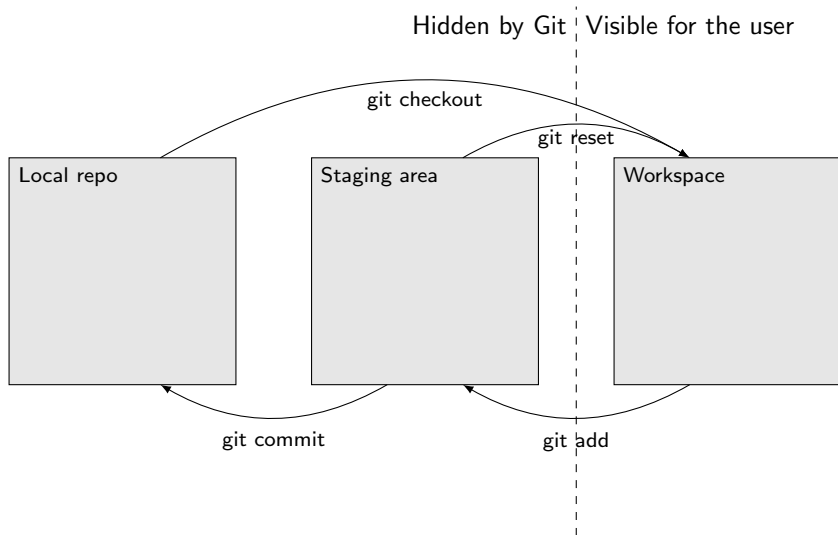 Hidden by Git Visible for the user
git checkout
git reset
Local repo
Staging area
Workspace
git commit
git add